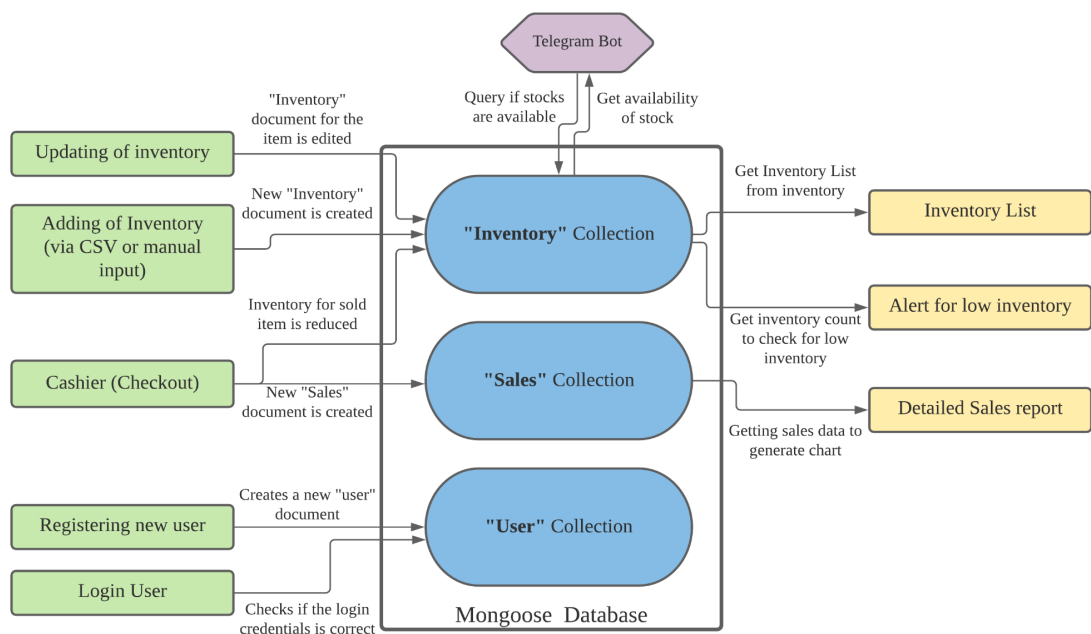 Telegram Bot
Query if stocks
are available
Get availability
of stock
"Inventory"
document for the
item is edited
Updating of inventory
New "Inventory"
document is created
Adding of Inventory
(via CSV or manual
input)
"Inventory" Collection
Get Inventory List
from inventory
Inventory List
Inventory for sold
item is reduced
Alert for low inventory
Get inventory count
to check for low
inventory
Cashier (Checkout)
New "Sales"
document is created
"Sales" Collection
Detailed Sales report
Getting sales data to
generate chart
Creates a new "user"
document
Registering new user
"User" Collection
Login User
Checks if the login
credentials is correct
Mongoose Database